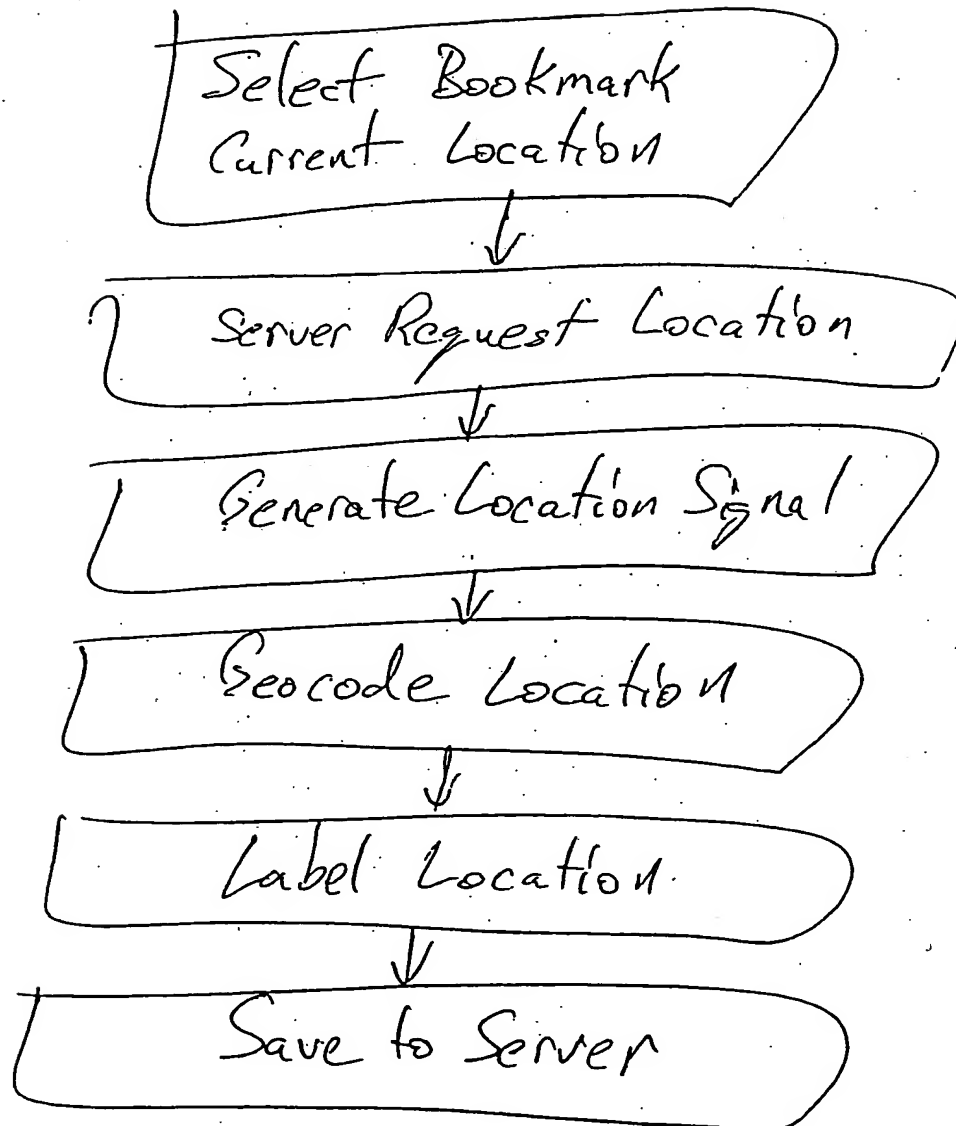 Select Bookmark
Current Location
Server Request Location
Generate Location Signal
Geocode Location
Label Location
Save to Server